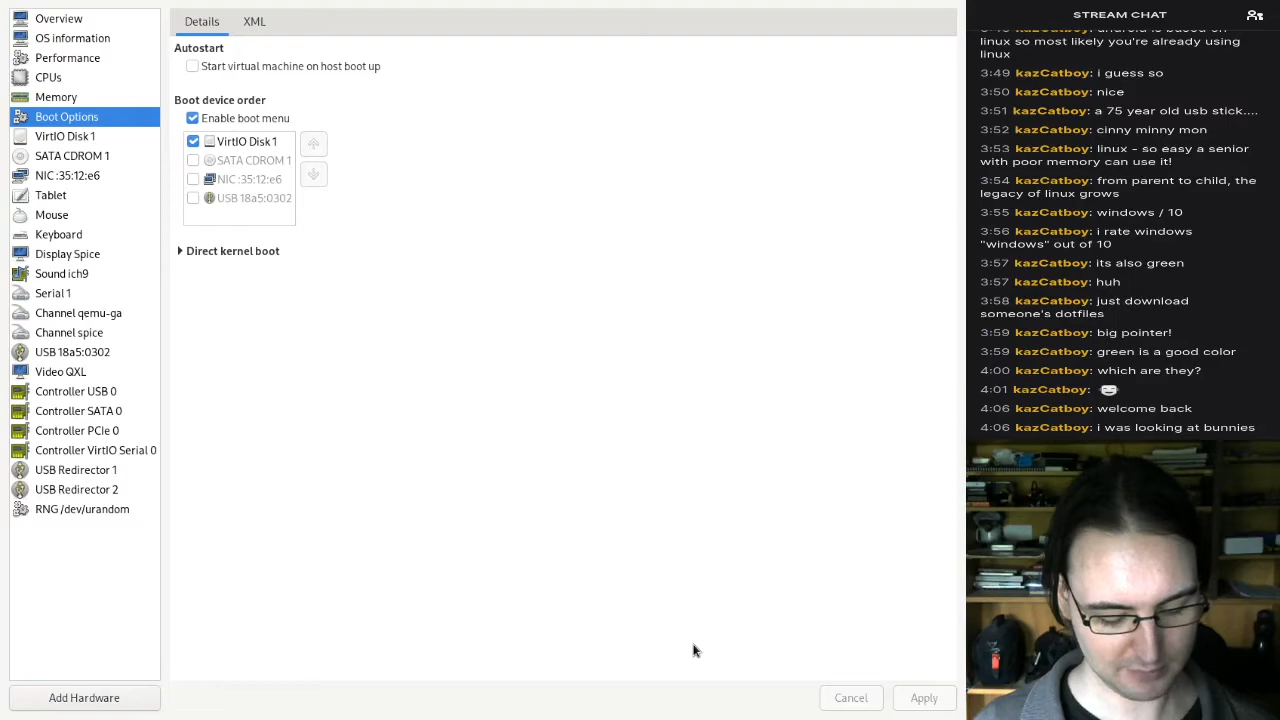 Overview
OS information
Performance
CPUs
Memory
Boot Options
VirtIO Disk 1
SATA CDROM 1
NIC :35:12:e6
Tablet
Mouse
Keyboard
Display Spice
Sound ich9
Serial 1
Channel qemu-ga
Channel spice
USB 18a5:0302
Video QXL
Controller USB 0
Controller SATA 0
Controller PCIe 0
Controller VirtIO Serial 0
USB Redirector 1
USB Redirector 2
RNG /dev/urandom
Add Hardware
Details XML
Autostart
Start virtual machine on host boot up
Boot device order
Enable boot menu
VirtIO Disk 1
SATA CDROM 1
NIC :35:12:e6
USB 18a5:0302
Direct kernel boot
Cancel Apply
STREAM CHAT
linux so most likely you're already using
linux
3:49 kazCatboy: i guess so
3:50 kazCatboy: nice
3:51 kazCatboy: a 75 year old usb stick....
3:52 kazCatboy: cinny minny mon
3:53 kazCatboy: linux - so easy a senior
with poor memory can use it!
3:54 kazCatboy: from parent to child, the
legacy of linux grows
3:55 kazCatboy: windows / 10
3:56 kazCatboy: i rate windows
"windows" out of 10
3:57 kazCatboy: its also green
3:57 kazCatboy: huh
3:58 kazCatboy: just download
someone's dotfiles
3:59 kazCatboy: big pointer!
3:59 kazCatboy: green is a good color
4:00 kazCatboy: which are they?
4:01 kazCatboy:
4:06 kazCatboy: welcome back
4:06 kazCatboy: i was looking at bunnies